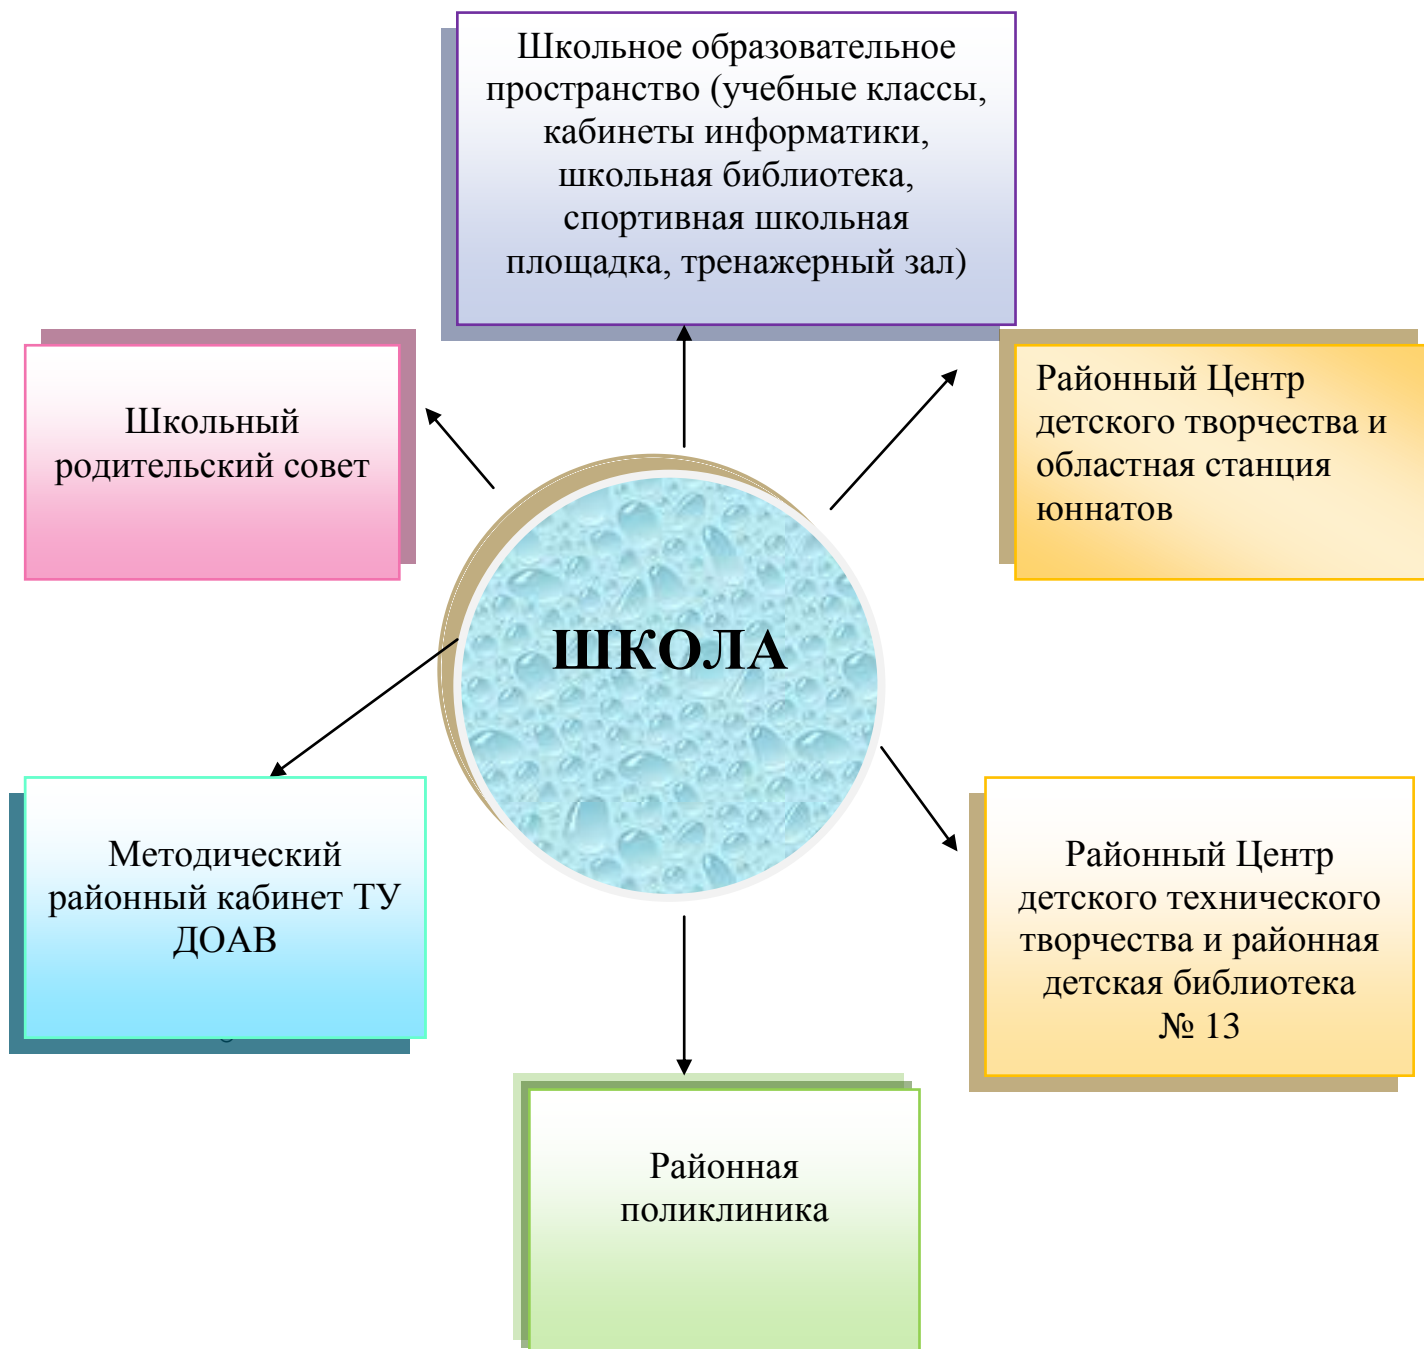 Школьное образовательное
пространство (учебные классы,
кабинеты информатики,
школьная библиотека,
спортивная школьная
площадка, тренажерный зал)
Школьный
родительский совет
Районный Центр
детского творчества и
областная станция
юннатов
ШКОЛА
Методический
районный кабинет ТУ
ДОАВ
Районный Центр
детского технического
творчества и районная
детская библиотека
№ 13
Районная
поликлиника